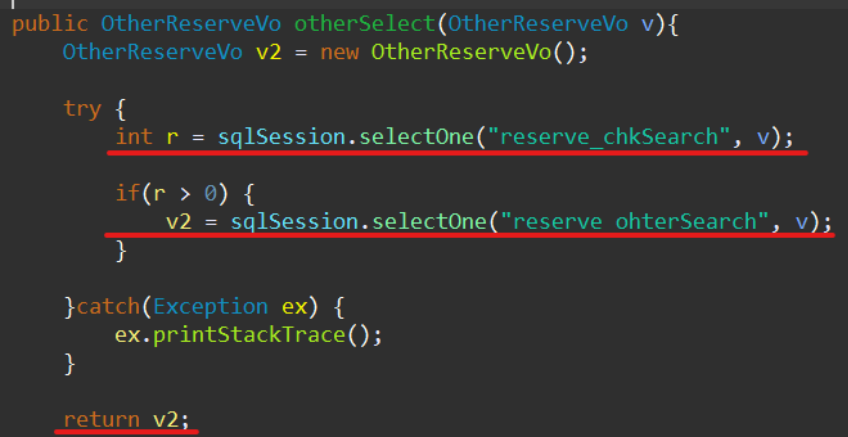 public OtherReserveVo otherSelect(OtherReserveVo v){
OtherReserveVo v2 = new OtherReserveVo();
try {
int r = sqlSession.selectOne("reserve_chkSearch", v);
if(r > 0) {
v2 = sqlSession.selectOne("reserve_ohterSearch", v);
}
}catch(Exception ex) {
ex.printStackTrace();
}
return v2;